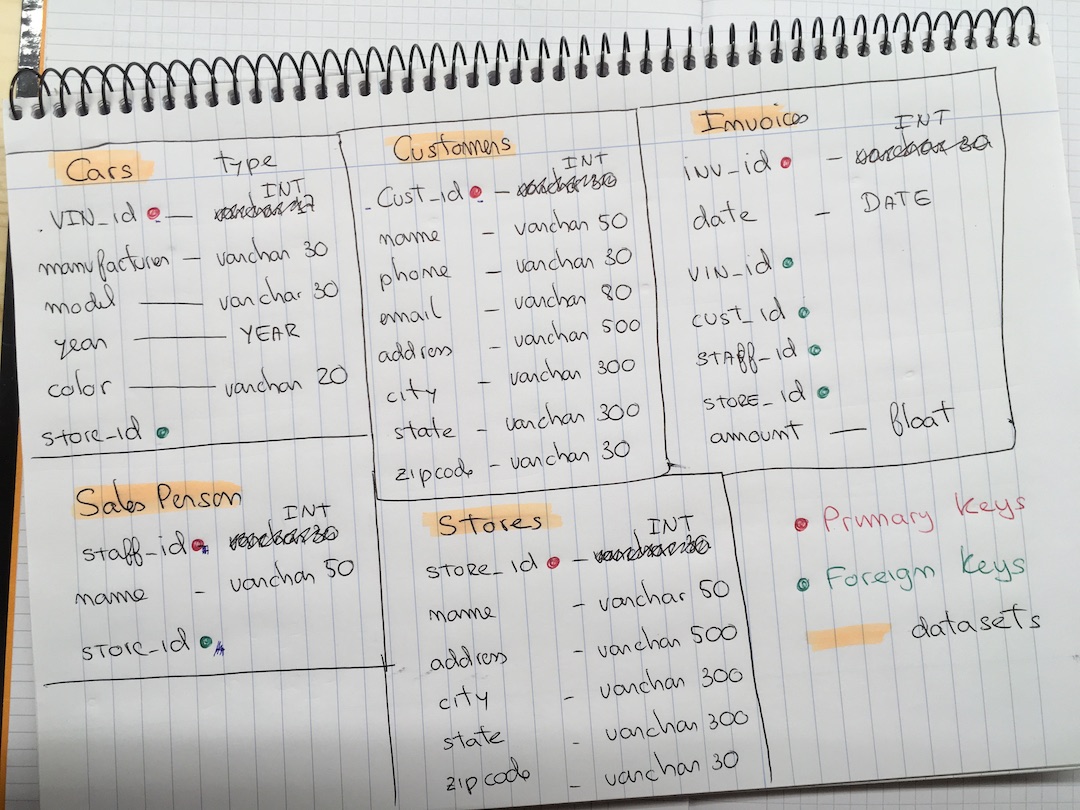 Cars type
VIN_id — INT
manufacturer — varchar 30
model — varchar 30
year — YEAR
color — varchar 20
store_id
Customers
Cust_id — INT
name — varchar 50
phone — varchar 30
email — varchar 80
address — varchar 500
city — varchar 300
state — varchar 300
zipcode — varchar 30
Invoices
inv_id — INT
date — DATE
VIN_id
cust_id
STAFF_id
STORE_id
amount — float
Sales Person
staff_id INT
name - varchar 50
store_id
Stores
STORE_id — INT
name - varchar 50
address - varchar 500
city - varchar 300
state - varchar 300
zipcode - varchar 30
Primary Keys
Foreign Keys
datasets